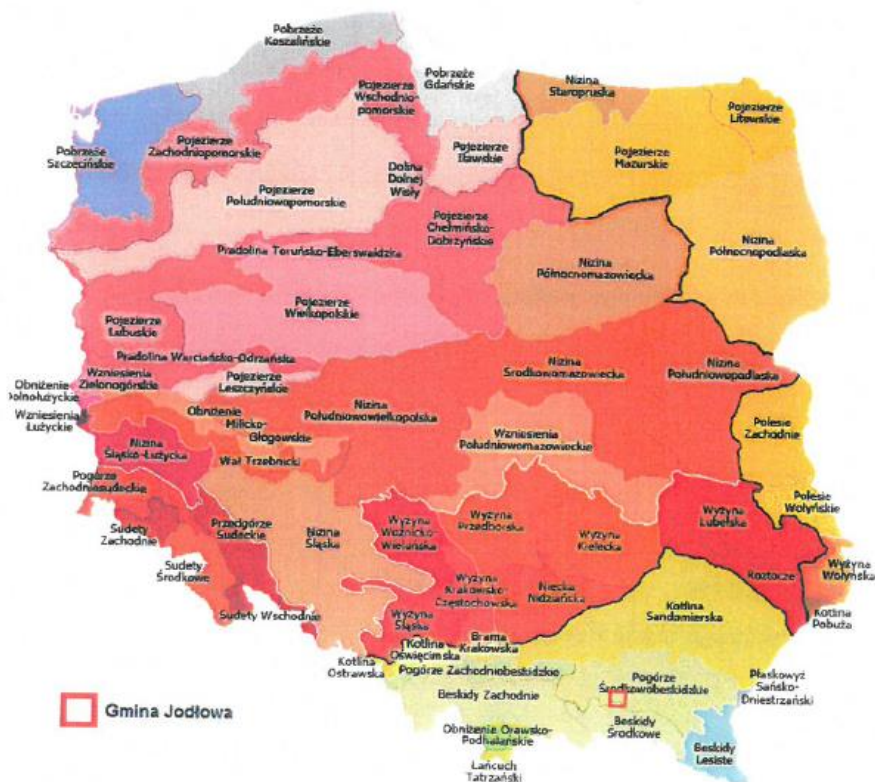 Pobrzeże
Koszalińskie
Pobrzeże
Gdańskie
Nizina
Staropruska
Pojezierze
Litewskie
Pojezierze
Wschodnio-
pomorskie
Pobrzeże
Szczecińskie
Pojezierze
Zachodniopomorskie
Pojezierze
Iławskie
Pojezierze
Mazurskie
Dolina
Dolnej
Wisły
Pojezierze
Południowopomorskie
Pojezierze
Chełmińsko-
Dobrzyńskie
Nizina
Północnopodlaska
Pradolina Toruńsko-Eberswaldzka
Nizina
Północnomazowiecka
Pojezierze
Wielkopolskie
Pojezierze
Lubuskie
Pradolina Warciańsko-Odrzańska
Nizina
Środkowomazowiecka
Nizina
Południowopodlaska
Wzniesienia
Zielonogórskie
Pojezierze
Leszczyńskie
Obniżenie
Dolnołużyckie
Wzniesienia
Łużyckie
Obniżenie
Milicko-
Głogowskie
Nizina
Południowowielkopolska
Wzniesienia
Południowomazowieckie
Polesie
Zachodnie
Nizina
Śląsko-Łużycka
Wał Trzebnicki
Pogórze
Zachodniosudeckie
Polesie
Wołyńskie
Sudety
Zachodnie
Przedgórze
Sudeckie
Nizina
Śląska
Wyżyna
Woźnicko-
Wieluńska
Wyżyna
Przedborska
Wyżyna
Kielecka
Wyżyna
Lubelska
Wyżyna
Wołyńska
Sudety
Środkowe
Sudety Wschodnie
Wyżyna
Krakowsko-
Częstochowska
Niecka
Nidziańska
Roztocze
Kotlina
Pobuża
Wyżyna
Śląska
Kotlina
Sandomierska
Kotlina
Ostrawska
Kotlina
Oświęcimska
Brama
Krakowska
Pogórze Zachodniobeskidzkie
Pogórze
Środkowobeskidzkie
Płaskowyż
Sańsko-
Dniestrzański
Beskidy Zachodnie
Beskidy
Środkowe
Beskidy
Lesiste
Obniżenie Orawsko-
Podhalańskie
Łańcuch
Tatrzański
Gmina Jodłowa